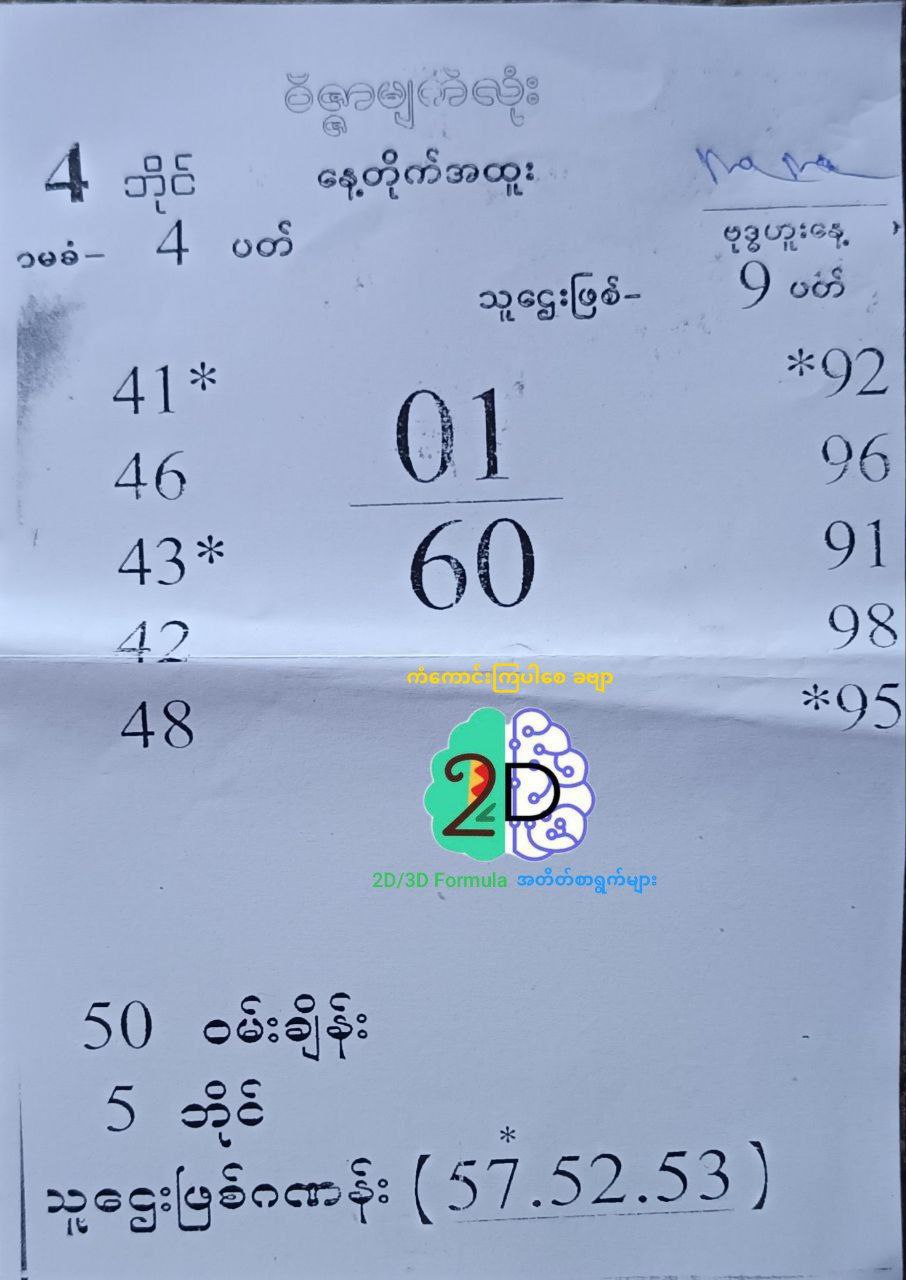 ဝိဇ္ဇာမျက်လုံး
4 ဘိုင် နေ့တိုက်အထူး
ဗုဒ္ဓဟူးနေ့
၁မခံ- 4 ပတ်
သူဌေးဖြစ်- 9 ပတ်
41* 01 *92
46 96
43* 60 91
42 98
ကံကောင်းကြပါစေ ခဗျာ
48 *95
2D
2D/3D Formula အတိတ်စာရွက်များ
50 ဝမ်းချိန်း
5 ဘိုင်
*
သူဌေးဖြစ်ဂဏန်း (57.52.53)